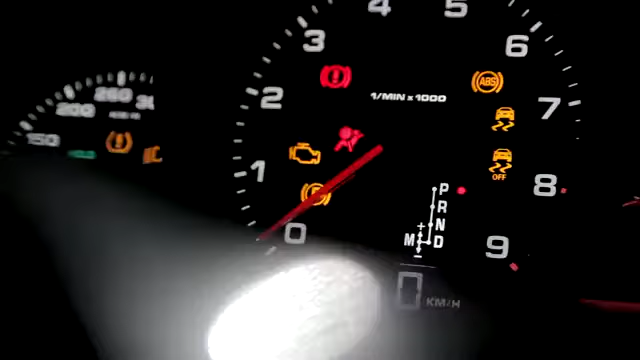 4 5
3 6
ABS
1/MIN x 1000
2 7
260
200
150
1 8
OFF
P
R
N
M D
+
-
0 9
0 KM/H